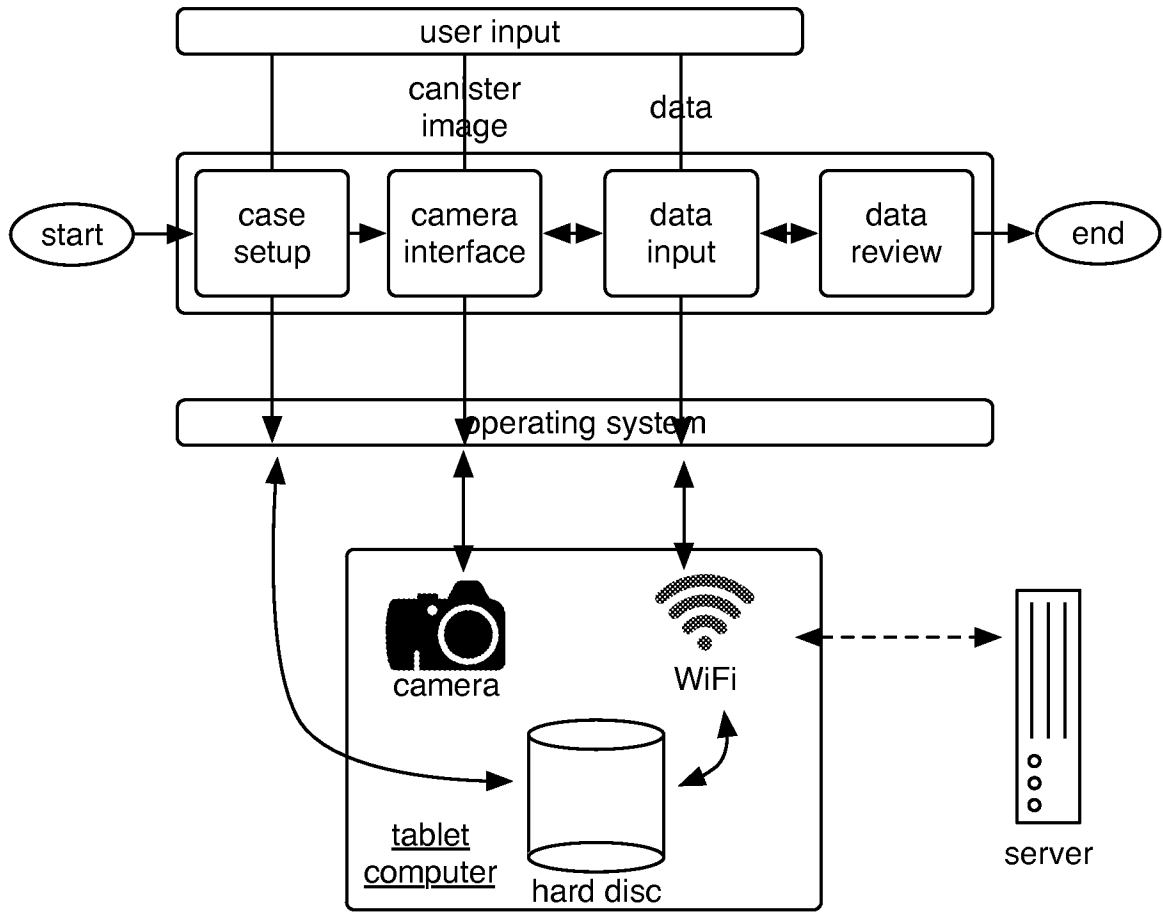 user input
canister
image
data
start
case
setup
camera
interface
data
input
data
review
end
operating system
camera
WiFi
tablet
computer
hard disc
server